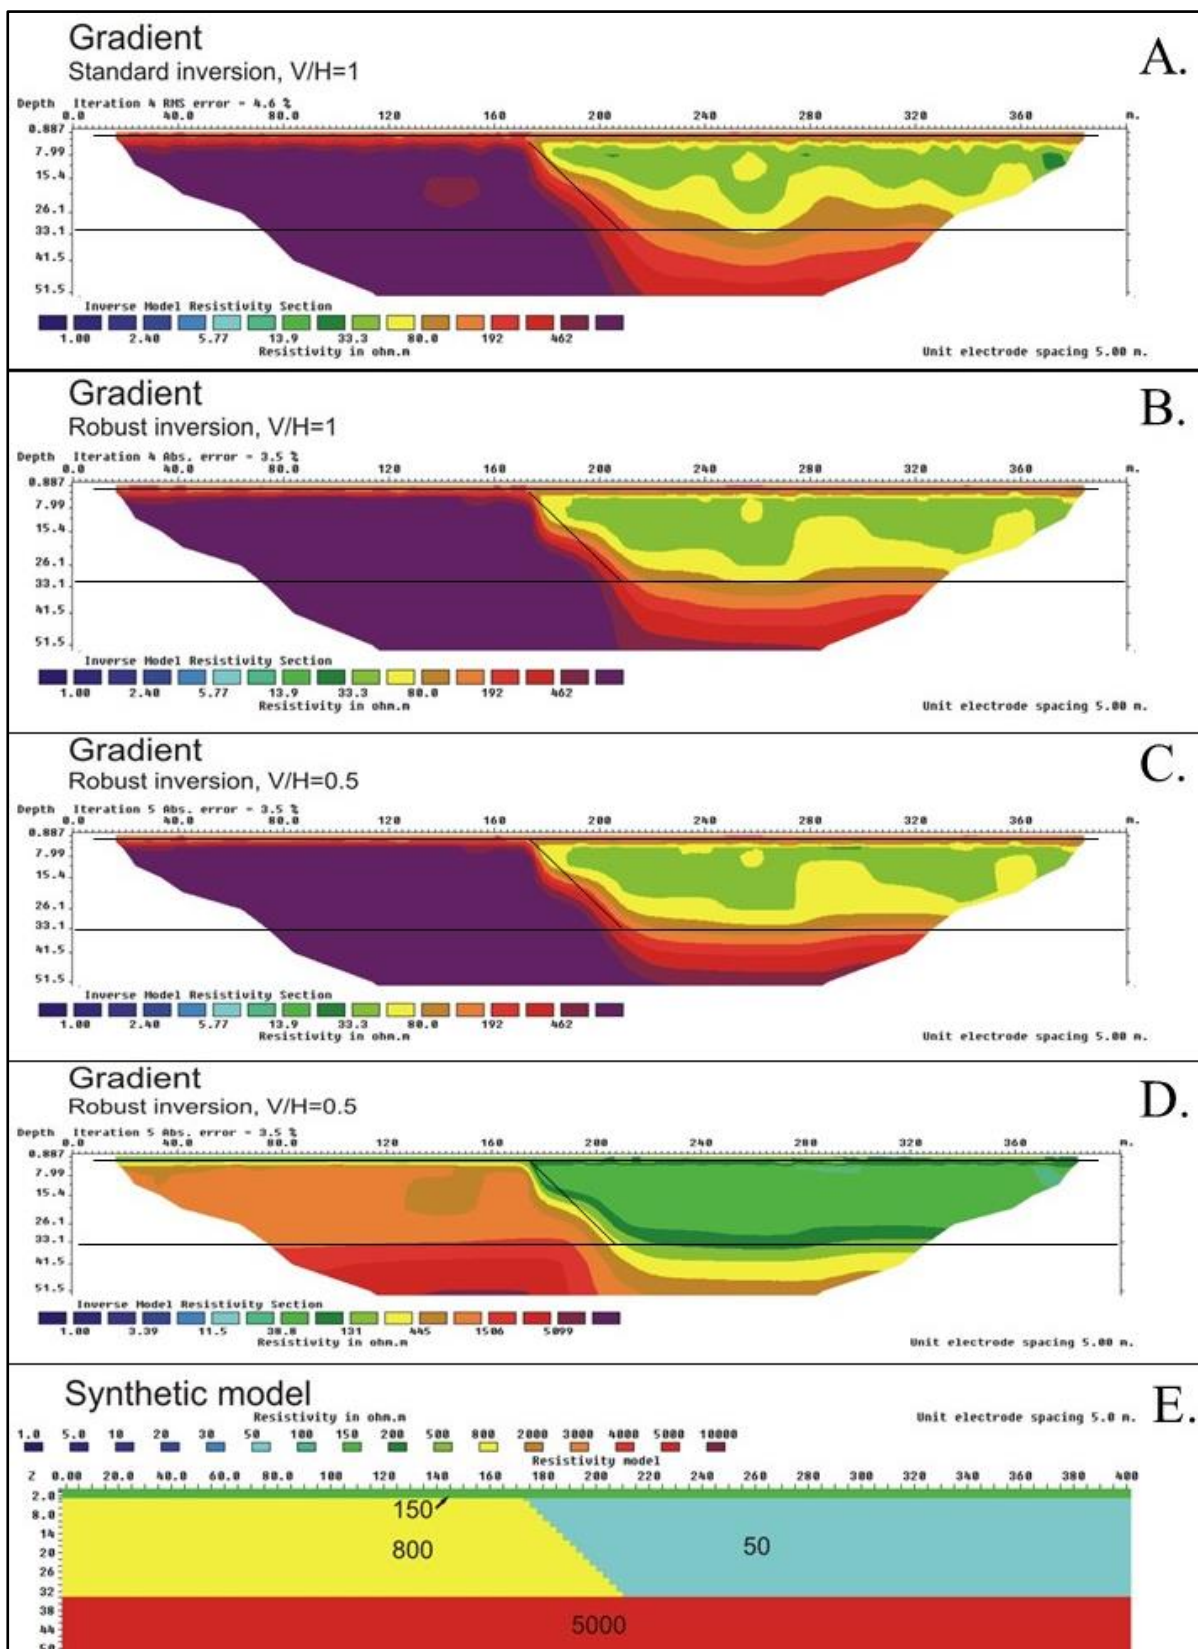 Gradient
A.
Standard inversion, V/H=1
Depth Iteration 4 RMS error = 4.6 %
0.0 40.0 80.0 120 160 200 240 280 320 360 m.
0.887
7.99
15.4
26.1
33.1
41.5
51.5
Inverse Model Resistivity Section
1.00 2.40 5.77 13.9 33.3 80.0 192 462
Resistivity in ohm.m
Unit electrode spacing 5.00 m.
Gradient
B.
Robust inversion, V/H=1
Depth Iteration 4 Abs. error = 3.5 %
0.0 40.0 80.0 120 160 200 240 280 320 360 m.
0.887
7.99
15.4
26.1
33.1
41.5
51.5
Inverse Model Resistivity Section
1.00 2.40 5.77 13.9 33.3 80.0 192 462
Resistivity in ohm.m
Unit electrode spacing 5.00 m.
Gradient
C.
Robust inversion, V/H=0.5
Depth Iteration 5 Abs. error = 3.5 %
0.0 40.0 80.0 120 160 200 240 280 320 360 m.
0.887
7.99
15.4
26.1
33.1
41.5
51.5
Inverse Model Resistivity Section
1.00 2.40 5.77 13.9 33.3 80.0 192 462
Resistivity in ohm.m
Unit electrode spacing 5.00 m.
Gradient
D.
Robust inversion, V/H=0.5
Depth Iteration 5 Abs. error = 3.5 %
0.0 40.0 80.0 120 160 200 240 280 320 360 m.
0.887
7.99
15.4
26.1
33.1
41.5
51.5
Inverse Model Resistivity Section
1.00 3.39 11.5 38.8 131 445 1506 5099
Resistivity in ohm.m
Unit electrode spacing 5.00 m.
Synthetic model
E.
Resistivity in ohm.m
Unit electrode spacing 5.0 m.
1.0 5.0 10 20 30 50 100 150 200 500 800 2000 3000 4000 5000 10000
Resistivity model
Z 0.00 20.0 40.0 60.0 80.0 100 120 140 160 180 200 220 240 260 280 300 320 340 360 380 400
2.0
150
8.0
14
800
50
20
26
32
38
5000
44
50